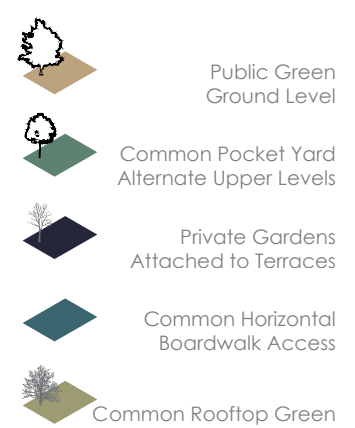 Public Green
Ground Level
Common Pocket Yard
Alternate Upper Levels
Private Gardens
Attached to Terraces
Common Horizontal
Boardwalk Access
Common Rooftop Green